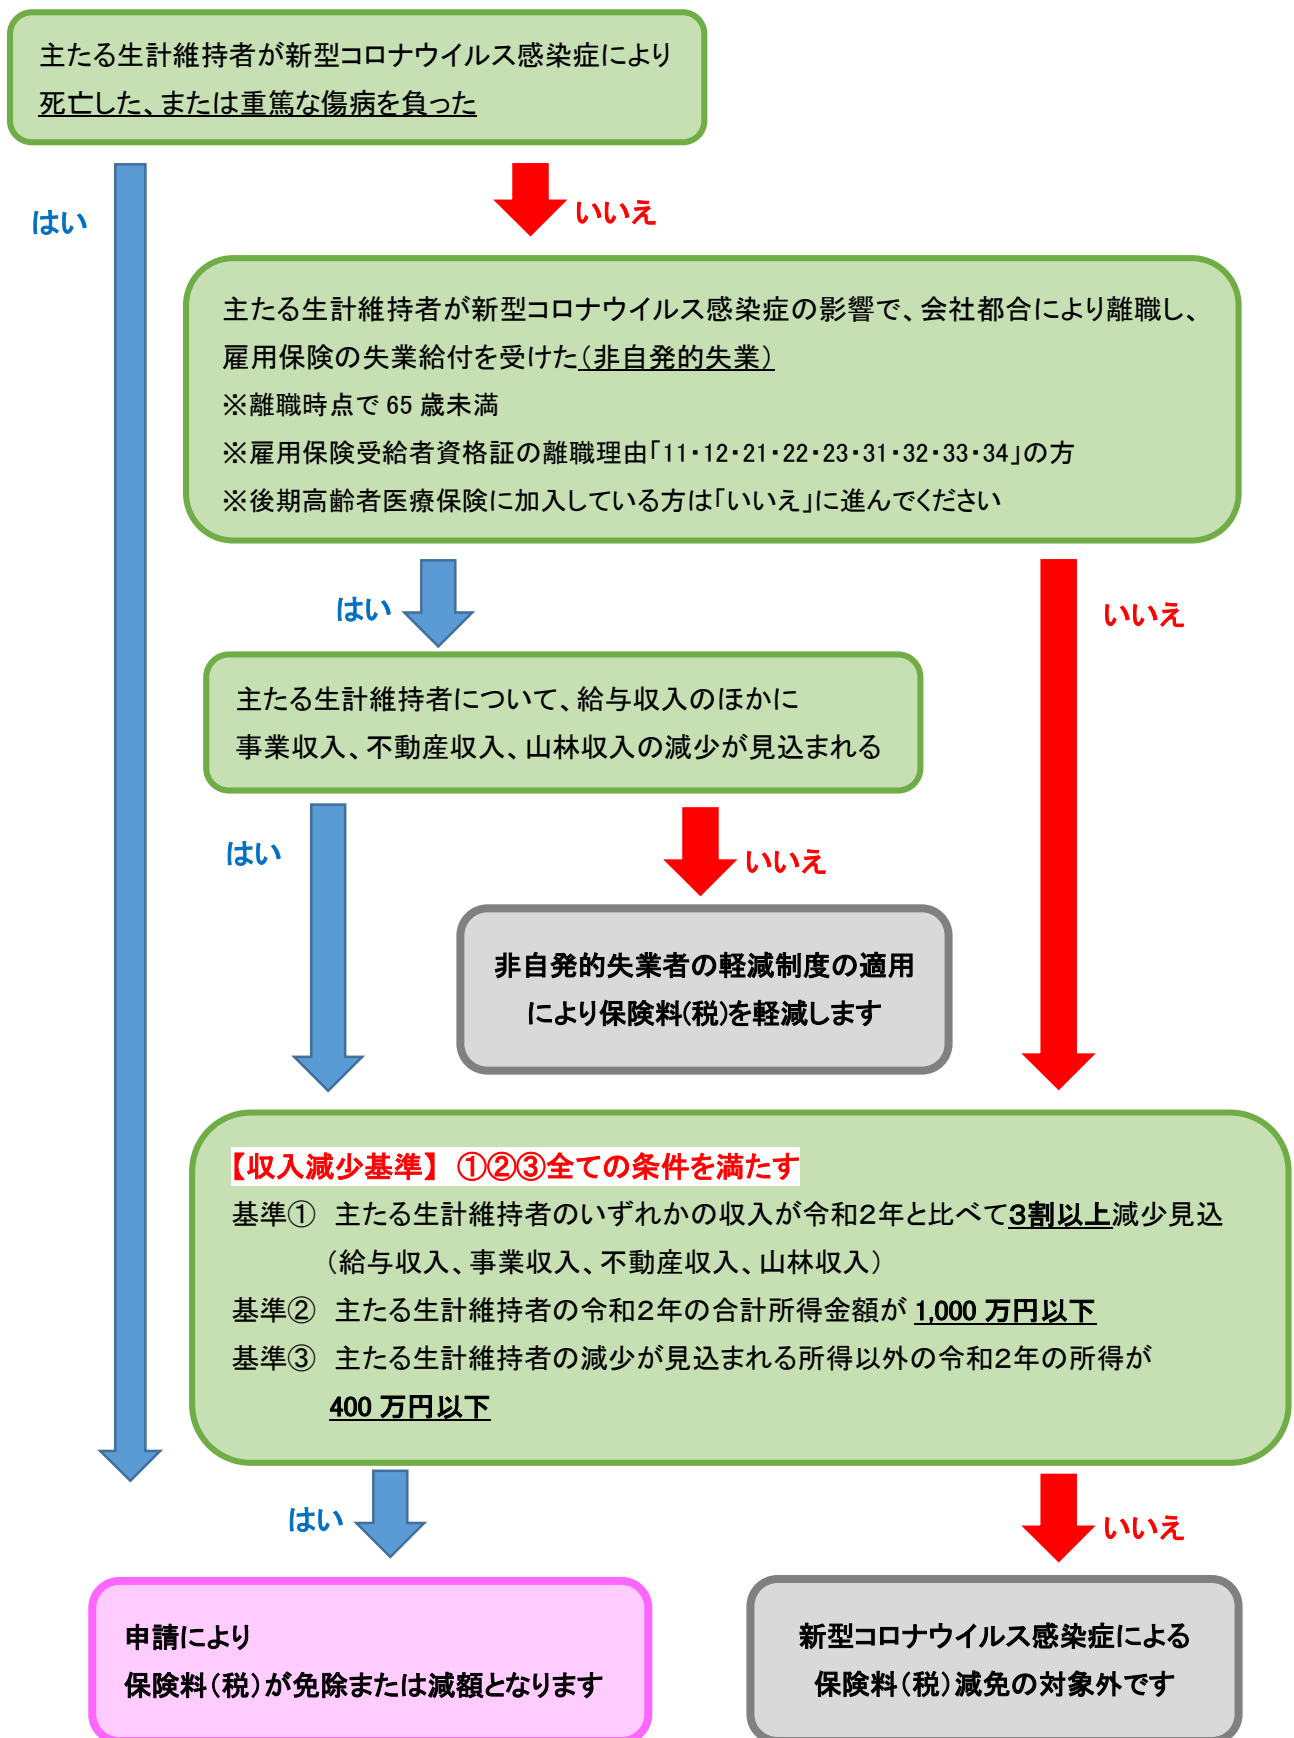 主たる生計維持者が新型コロナウイルス感染症により
死亡した、または重篤な傷病を負った
はい
いいえ
主たる生計維持者が新型コロナウイルス感染症の影響で、会社都合により離職し、
雇用保険の失業給付を受けた（非自発的失業）
※離職時点で 65 歳未満
※雇用保険受給者資格証の離職理由「11・12・21・22・23・31・32・33・34」の方
※後期高齢者医療保険に加入している方は「いいえ」に進んでください
はい
いいえ
主たる生計維持者について、給与収入のほかに
事業収入、不動産収入、山林収入の減少が見込まれる
はい
いいえ
非自発的失業者の軽減制度の適用
により保険料(税)を軽減します
【収入減少基準】 ①②③全ての条件を満たす
基準① 主たる生計維持者のいずれかの収入が令和２年と比べて３割以上減少見込
（給与収入、事業収入、不動産収入、山林収入）
基準② 主たる生計維持者の令和２年の合計所得金額が 1,000 万円以下
基準③ 主たる生計維持者の減少が見込まれる所得以外の令和２年の所得が
400 万円以下
はい
いいえ
申請により
保険料（税）が免除または減額となります
新型コロナウイルス感染症による
保険料（税）減免の対象外です